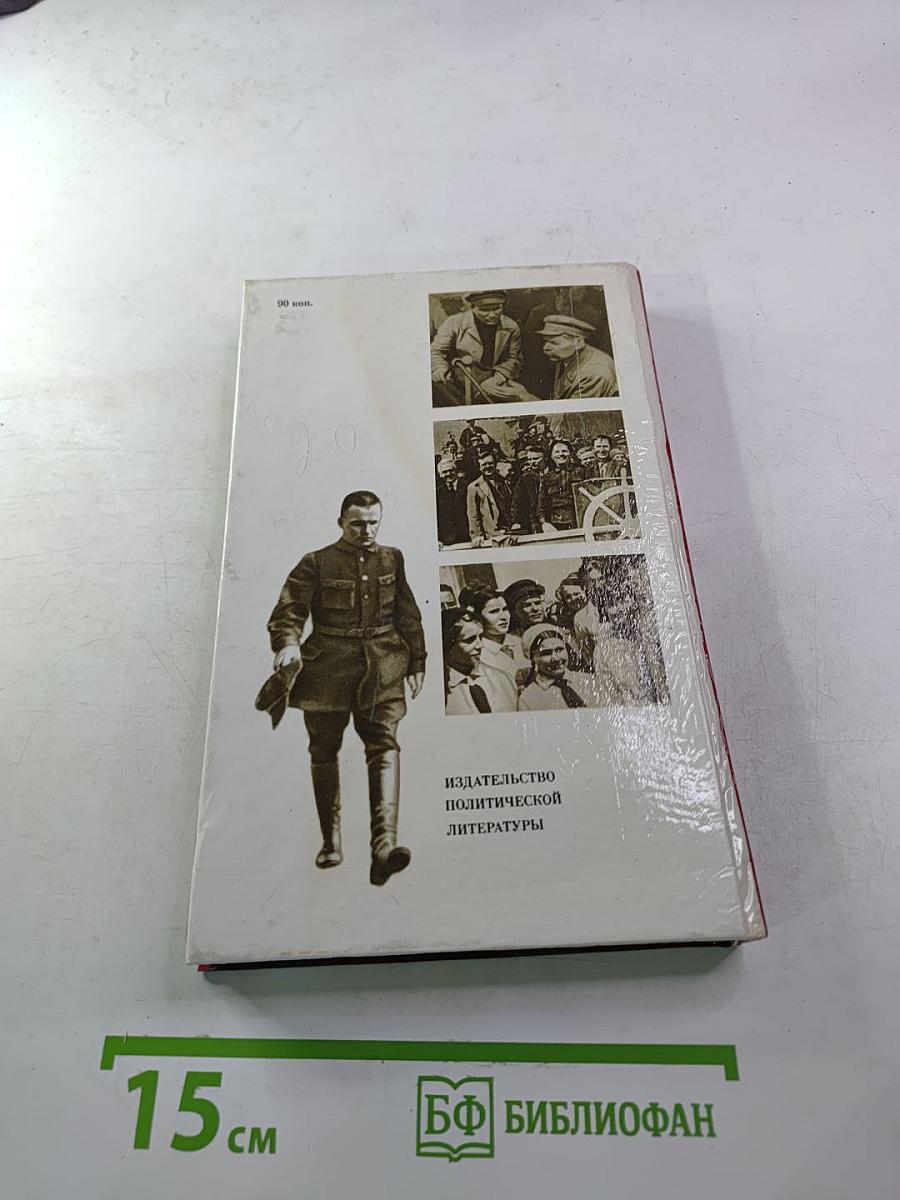 90 коп.
ИЗДАТЕЛЬСТВО
ПОЛИТИЧЕСКОЙ
ЛИТЕРАТУРЫ
15 см
БФ БИБЛИОФАН